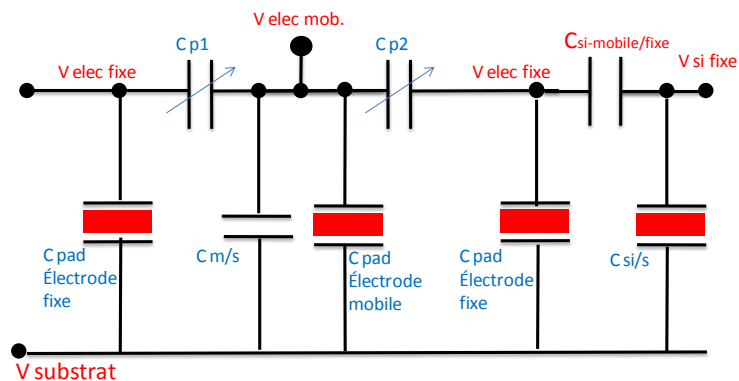 V elec mob.
C p1
C p2
C si-mobile/fixe
V elec fixe
V elec fixe
V si fixe
C pad
Électrode
fixe
C m/s
C pad
Électrode
mobile
C pad
Électrode
fixe
C si/s
V substrat